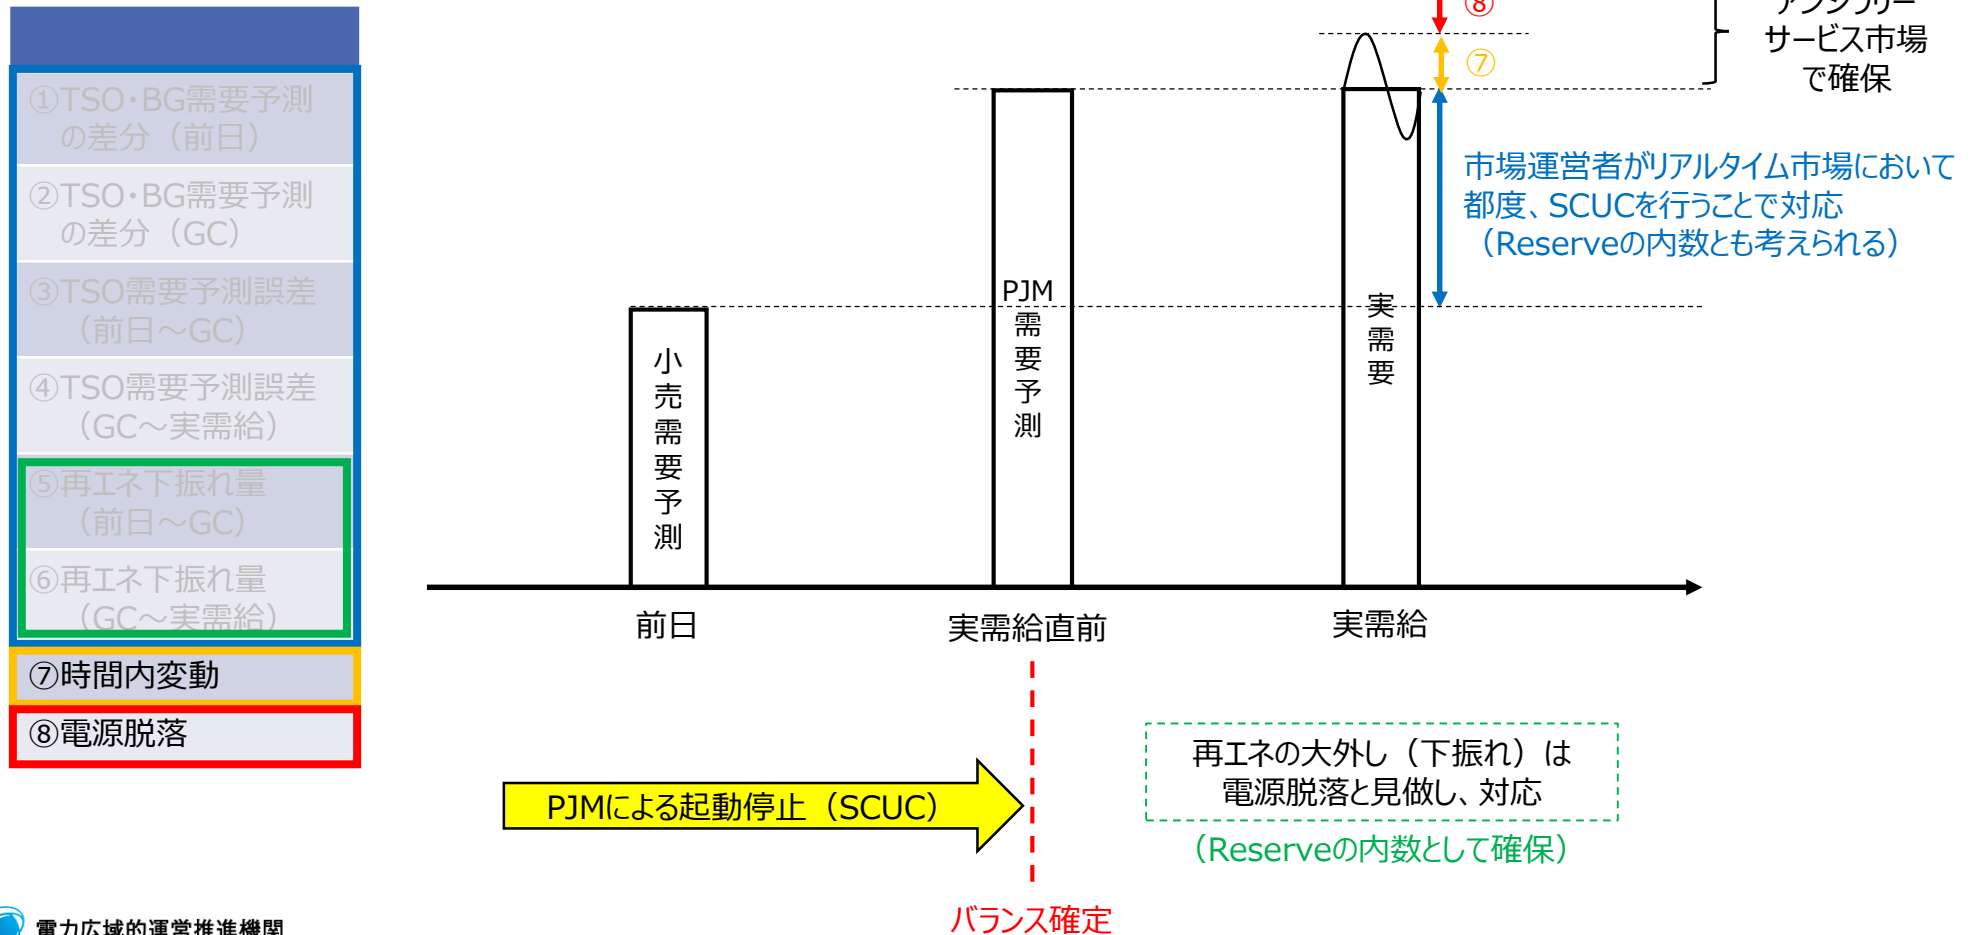 ①TSO・BG需要予測
の差分（前日）
②TSO・BG需要予測
の差分（GC）
③TSO需要予測誤差
（前日～GC）
④TSO需要予測誤差
（GC～実需給）
⑤再エネ下振れ量
（前日～GC）
⑥再エネ下振れ量
（GC～実需給）
⑦時間内変動
⑧電源脱落
⑧
⑦
アンシラリー
サービス市場
で確保
市場運営者がリアルタイム市場において
都度、SCUCを行うことで対応
（Reserveの内数とも考えられる）
小売需要予測
PJM
需要予測
実需要
前日
実需給直前
実需給
PJMによる起動停止（SCUC）
再エネの大外し（下振れ）は
電源脱落と見做し、対応
（Reserveの内数として確保）
バランス確定
電力広域的運営推進機関